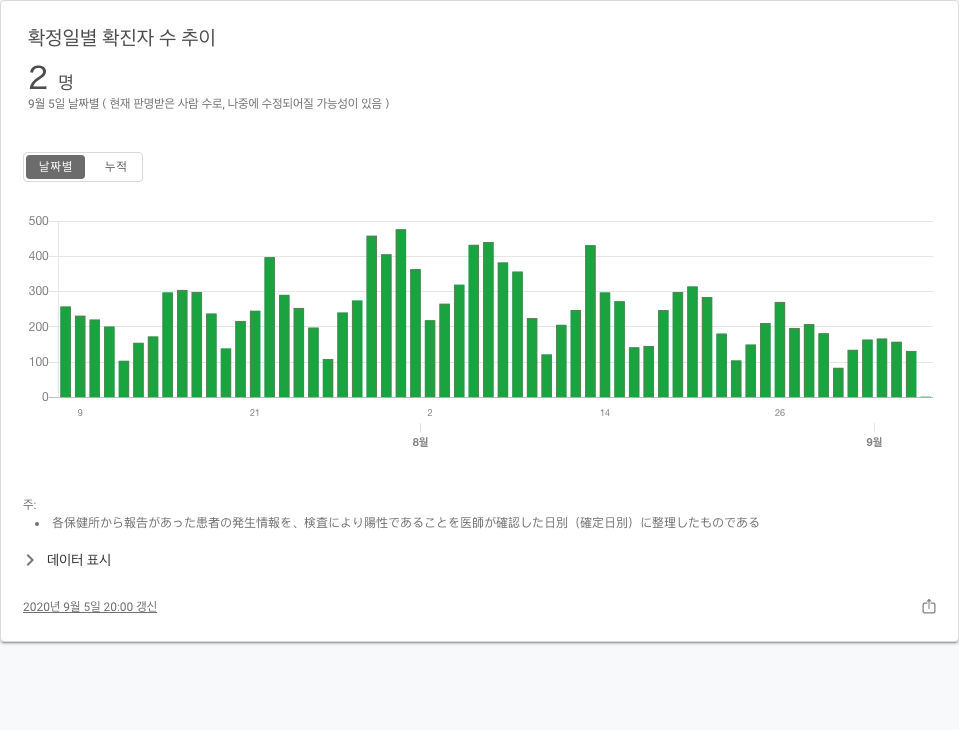 확정일별 확진자 수 추이
2 명
9월 5일 날짜별 ( 현재 판명받은 사람 수로, 나중에 수정되어질 가능성이 있음 )
날짜별 누적
500
400
300
200
100
0
9 21 2 14 26
8월 9월
주:
• 各保健所から報告があった患者の発生情報を、検査により陽性であることを医師が確認した日別（確定日別）に整理したものである
데이터 표시
2020년 9월 5일 20:00 갱신